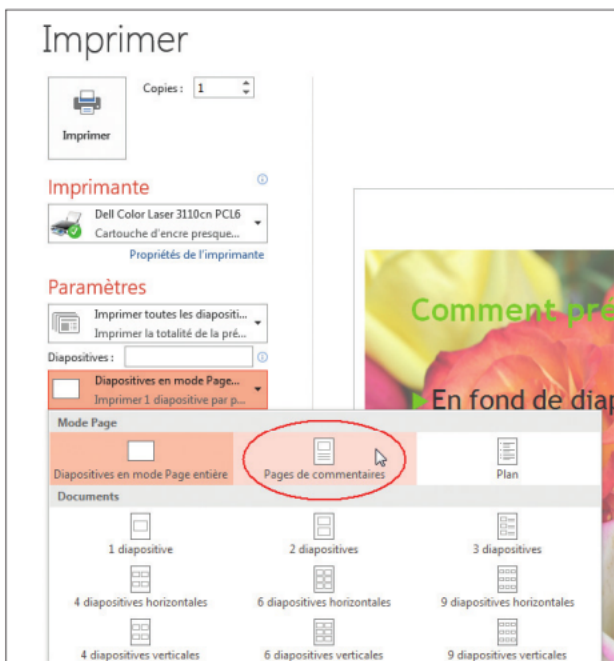 Imprimer
Copies : 1
Imprimer
Imprimante
Dell Color Laser 3110cn PCL6
Cartouche d'encre presque...
Propriétés de l'imprimante
Paramètres
Imprimer toutes les diapositi...
Imprimer la totalité de la pré...
Diapositives :
Diapositives en mode Page...
Imprimer 1 diapositive par p...
Comment pré
En fond de diap
Mode Page
Diapositives en mode Page entière Pages de commentaires Plan
Documents
1 diapositive 2 diapositives 3 diapositives
4 diapositives horizontales 6 diapositives horizontales 9 diapositives horizontales
4 diapositives verticales 6 diapositives verticales 9 diapositives verticales